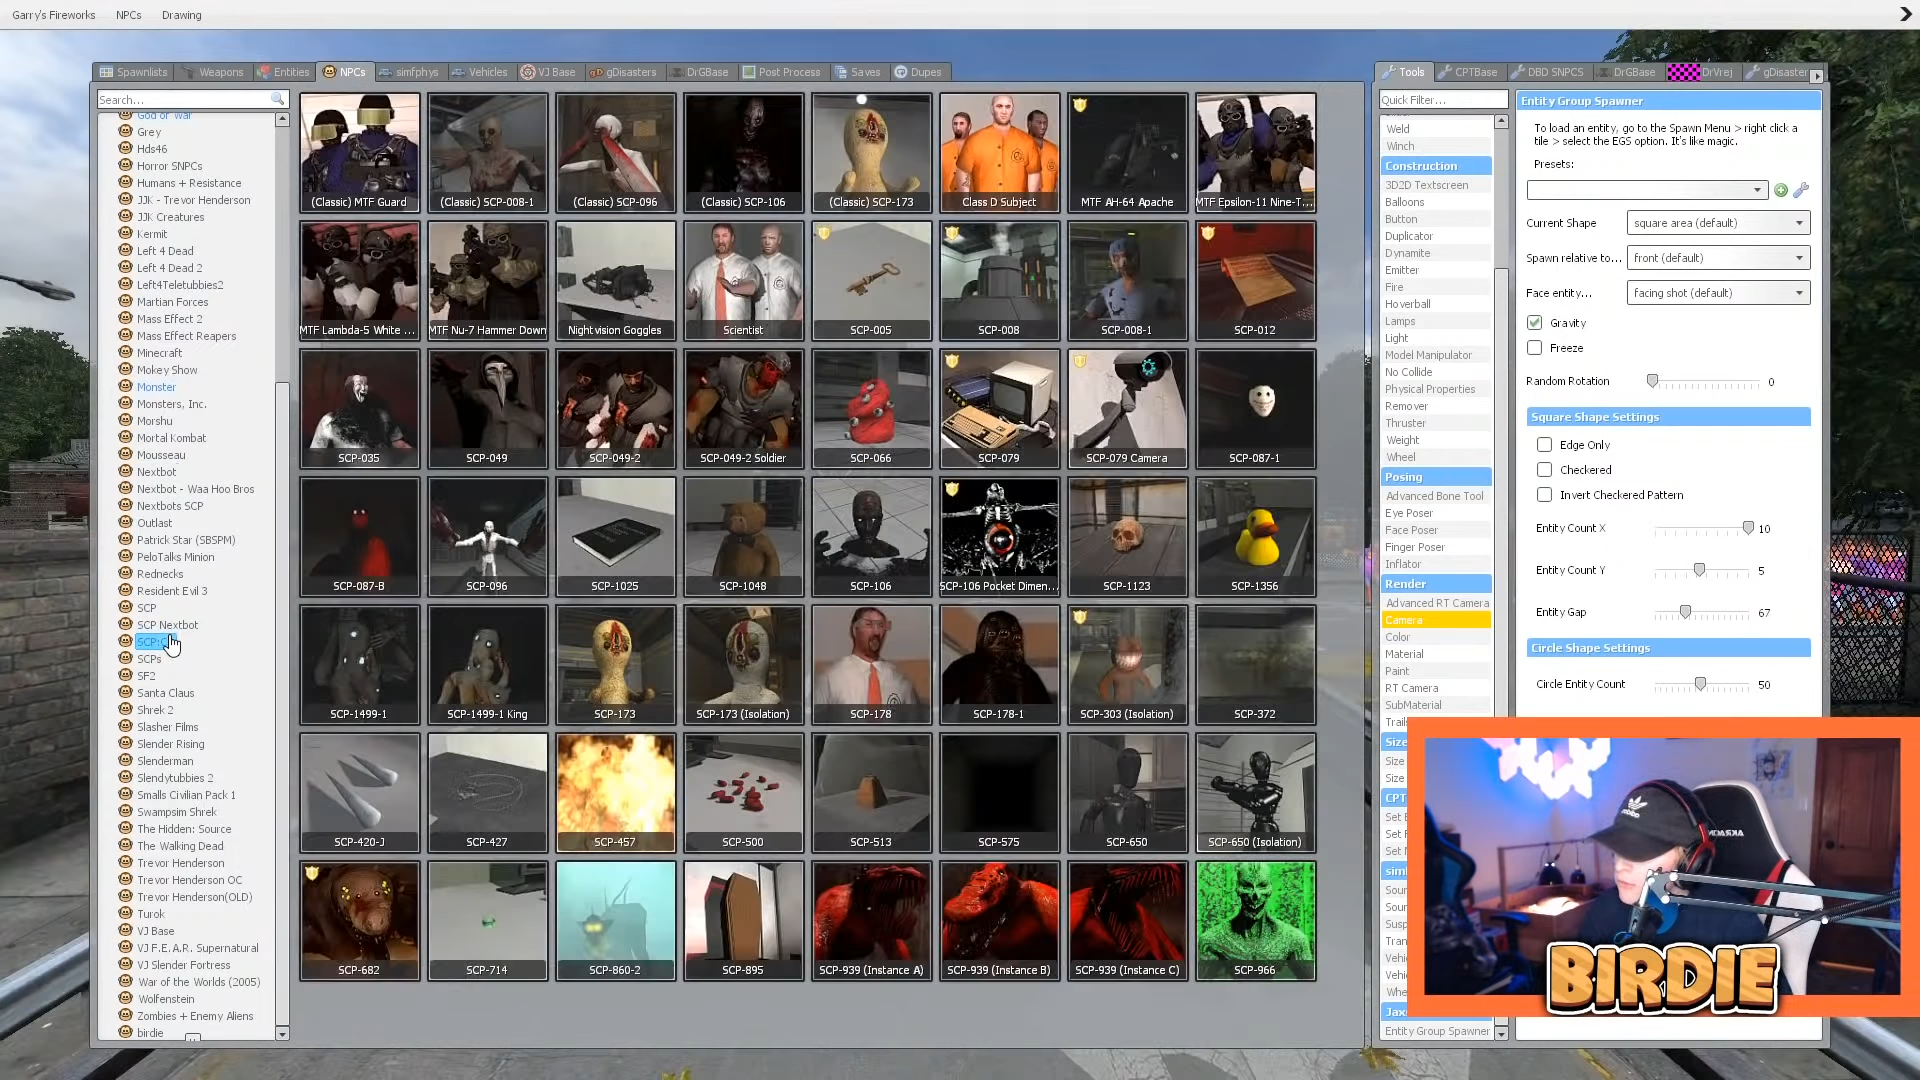 Garry's Fireworks NPCs Drawing
Spawnlists Weapons Entities NPCs simfphys Vehicles VJ Base gDisasters DrGBase Post Process Saves Dupes
Search...
God of War
Grey
Hds46
Horror SNPCs
Humans + Resistance
JJK - Trevor Henderson
JJK Creatures
Kermit
Left 4 Dead
Left 4 Dead 2
Left4Teletubbies2
Martian Forces
Mass Effect 2
Mass Effect Reapers
Minecraft
Mokey Show
Monster
Monsters, Inc.
Morshu
Mortal Kombat
Mousseau
Nextbot
Nextbot - Waa Hoo Bros
Nextbots SCP
Outlast
Patrick Star (SBSPM)
PeloTalks Minion
Rednecks
Resident Evil 3
SCP
SCP Nextbot
SCPs
SF2
Santa Claus
Shrek 2
Slasher Films
Slender Rising
Slenderman
Slendytubbies 2
Smalls Civilian Pack 1
Swampsim Shrek
The Hidden: Source
The Walking Dead
Trevor Henderson
Trevor Henderson OC
Trevor Henderson(OLD)
Turok
VJ Base
VJ F.E.A.R. Supernatural
VJ Slender Fortress
War of the Worlds (2005)
Wolfenstein
Zombies + Enemy Aliens
birdie
(Classic) MTF Guard (Classic) SCP-008-1 (Classic) SCP-096 (Classic) SCP-106 (Classic) SCP-173 Class D Subject MTF AH-64 Apache MTF Epsilon-11 Nine-T...
MTF Lambda-5 White ... MTF Nu-7 Hammer Down Nightvision Goggles Scientist SCP-005 SCP-008 SCP-008-1 SCP-012
SCP-035 SCP-049 SCP-049-2 SCP-049-2 Soldier SCP-066 SCP-079 SCP-079 Camera SCP-087-1
SCP-087-B SCP-096 SCP-1025 SCP-1048 SCP-106 SCP-106 Pocket Dimen... SCP-1123 SCP-1356
SCP-1499-1 SCP-1499-1 King SCP-173 SCP-173 (Isolation) SCP-178 SCP-178-1 SCP-303 (Isolation) SCP-372
SCP-420-J SCP-427 SCP-457 SCP-500 SCP-513 SCP-575 SCP-650 SCP-650 (Isolation)
SCP-682 SCP-714 SCP-860-2 SCP-895 SCP-939 (Instance A) SCP-939 (Instance B) SCP-939 (Instance C) SCP-966
Tools CPTBase DBD SNPCS DrGBase DrVrej gDisaster
Quick Filter...
Weld
Winch
Construction
3D2D Textscreen
Balloons
Button
Duplicator
Dynamite
Emitter
Fire
Hoverball
Lamps
Light
Model Manipulator
No Collide
Physical Properties
Remover
Thruster
Weight
Wheel
Posing
Advanced Bone Tool
Eye Poser
Face Poser
Finger Poser
Inflator
Render
Advanced RT Camera
Camera
Color
Material
Paint
RT Camera
SubMaterial
Trails
Size
Size
CPT
Set
Set
Set
Entity Group Spawner
Entity Group Spawner
To load an entity, go to the Spawn Menu > right click a
tile > select the EGS option. It's like magic.
Presets:
Current Shape square area (default)
Spawn relative to... front (default)
Face entity... facing shot (default)
Gravity
Freeze
Random Rotation 0
Square Shape Settings
Edge Only
Checkered
Invert Checkered Pattern
Entity Count X 10
Entity Count Y 5
Entity Gap 67
Circle Shape Settings
Circle Entity Count 50
adidas
AKRACING
BIRDIE